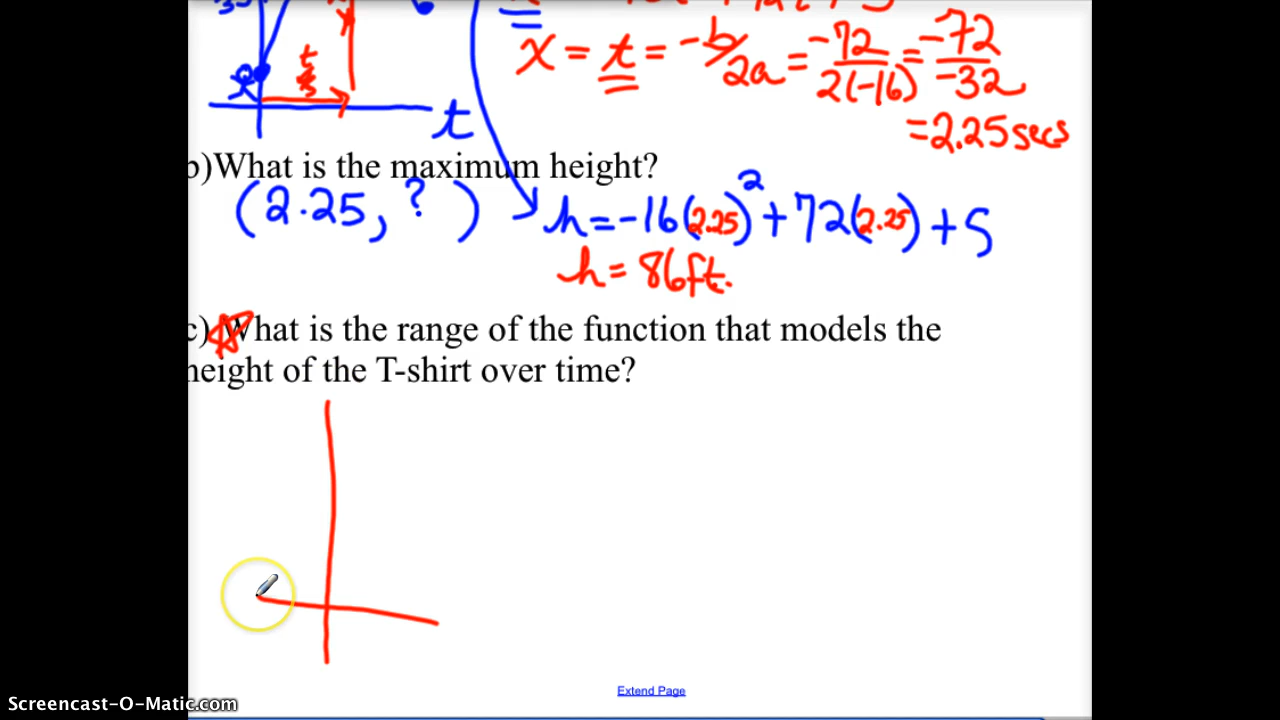 x = t = -b/2a = -72/2(-16) = -72/-32
= 2.25 secs
t
b)What is the maximum height?
(2.25, ?) h = -16(2.25)² + 72(2.25) + 5
h = 86ft.
c) What is the range of the function that models the
height of the T-shirt over time?
Extend Page
Screencast-O-Matic.com